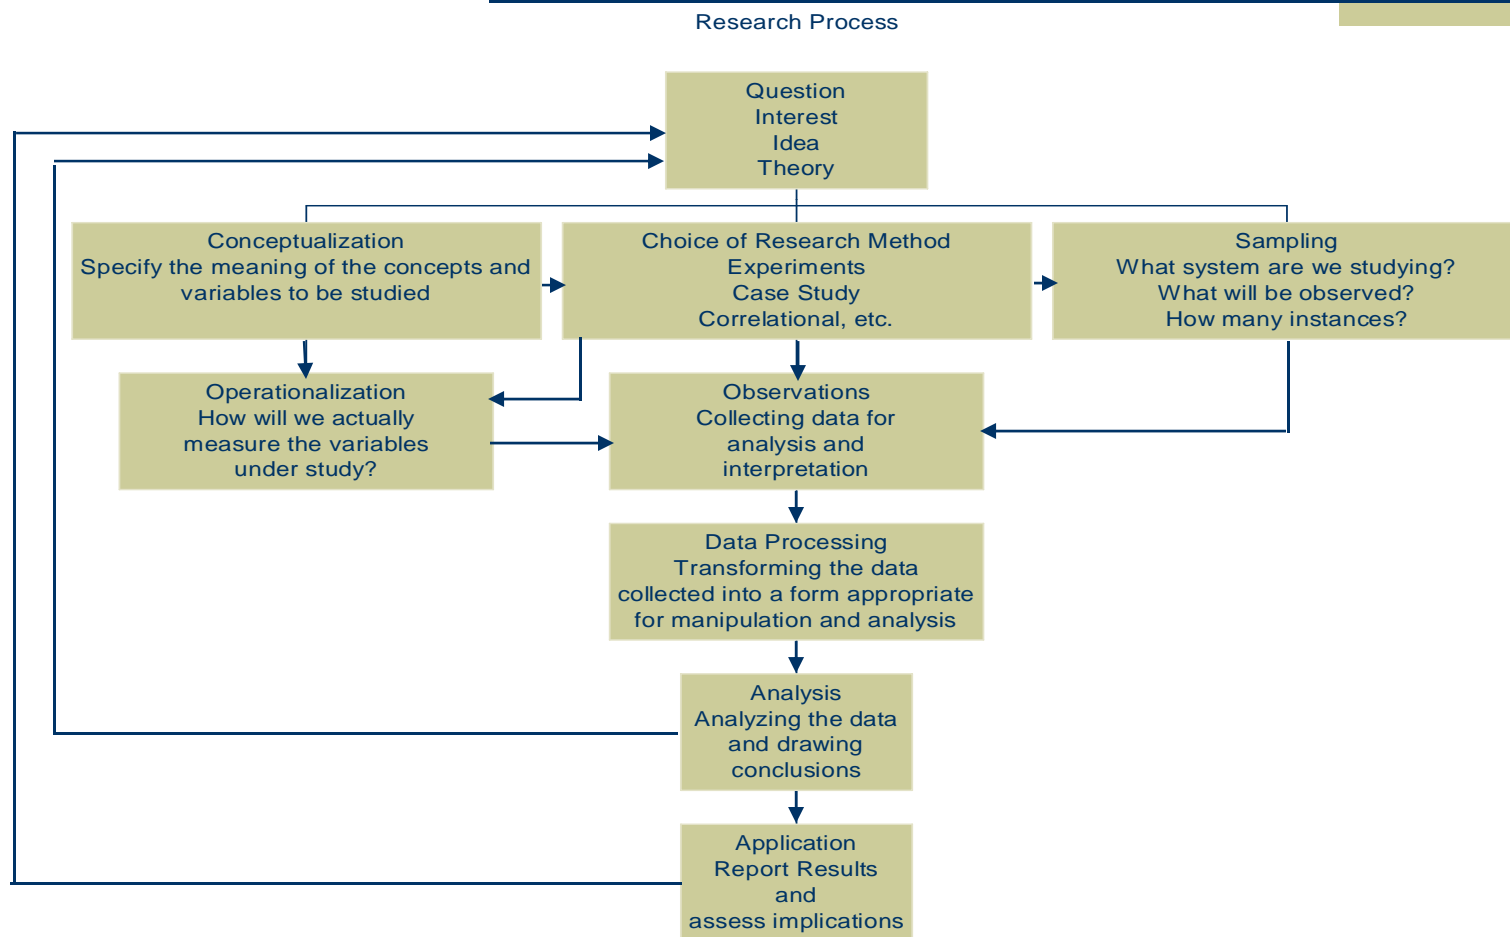 Research Process
Question
Interest
Idea
Theory
Conceptualization
Specify the meaning of the concepts and
variables to be studied
Choice of Research Method
Experiments
Case Study
Correlational, etc.
Sampling
What system are we studying?
What will be observed?
How many instances?
Operationalization
How will we actually
measure the variables
under study?
Observations
Collecting data for
analysis and
interpretation
Data Processing
Transforming the data
collected into a form appropriate
for manipulation and analysis
Analysis
Analyzing the data
and drawing
conclusions
Application
Report Results
and
assess implications